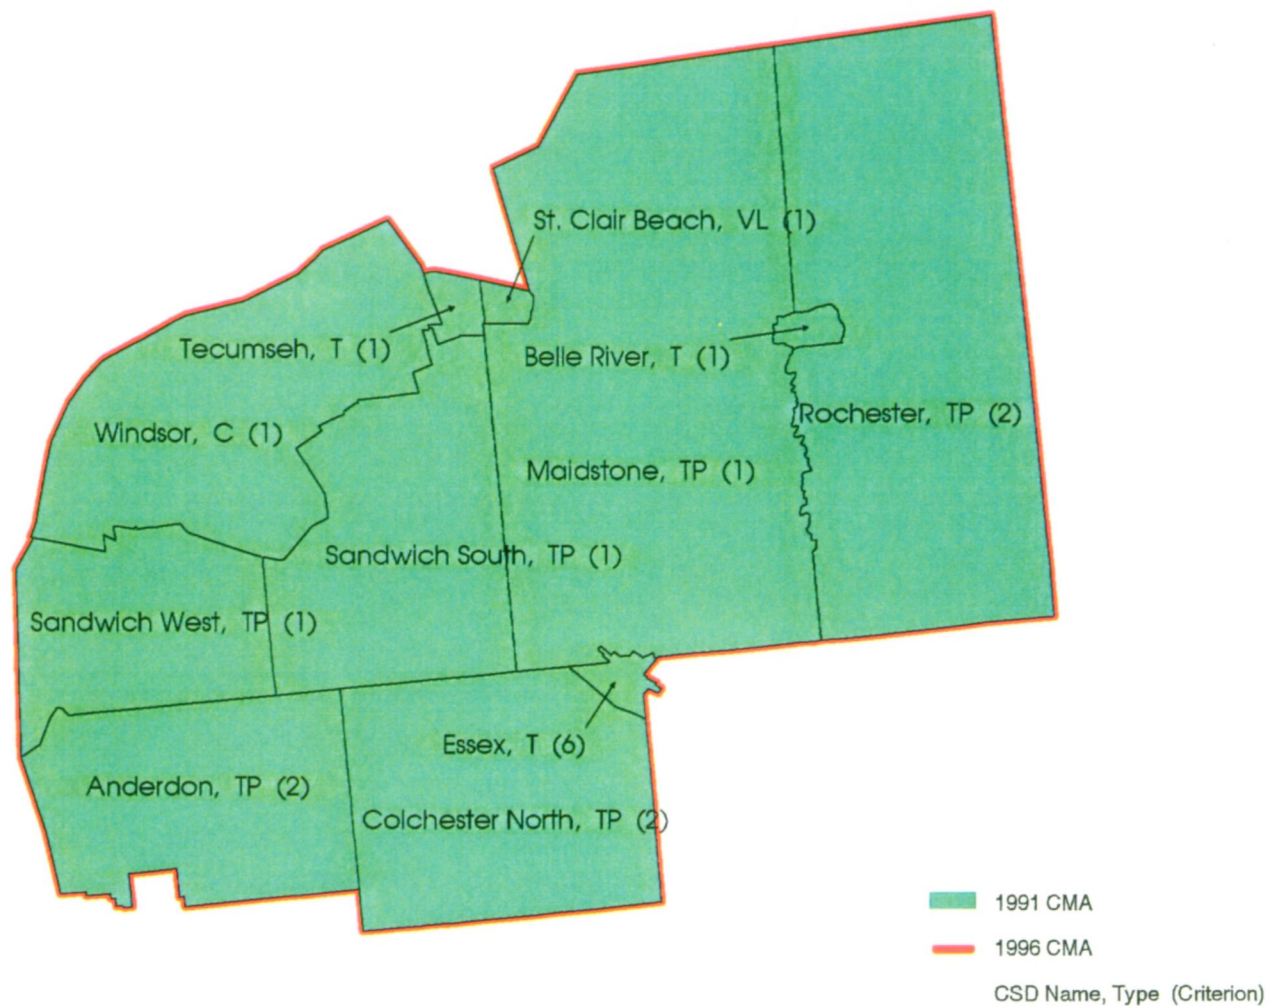 St. Clair Beach, VL (1)
Tecumseh, T (1)
Belle River, T (1)
Rochester, TP (2)
Windsor, C (1)
Maidstone, TP (1)
Sandwich South, TP (1)
Sandwich West, TP (1)
Essex, T (6)
Anderdon, TP (2)
Colchester North, TP (2)
1991 CMA
1996 CMA
CSD Name, Type (Criterion)